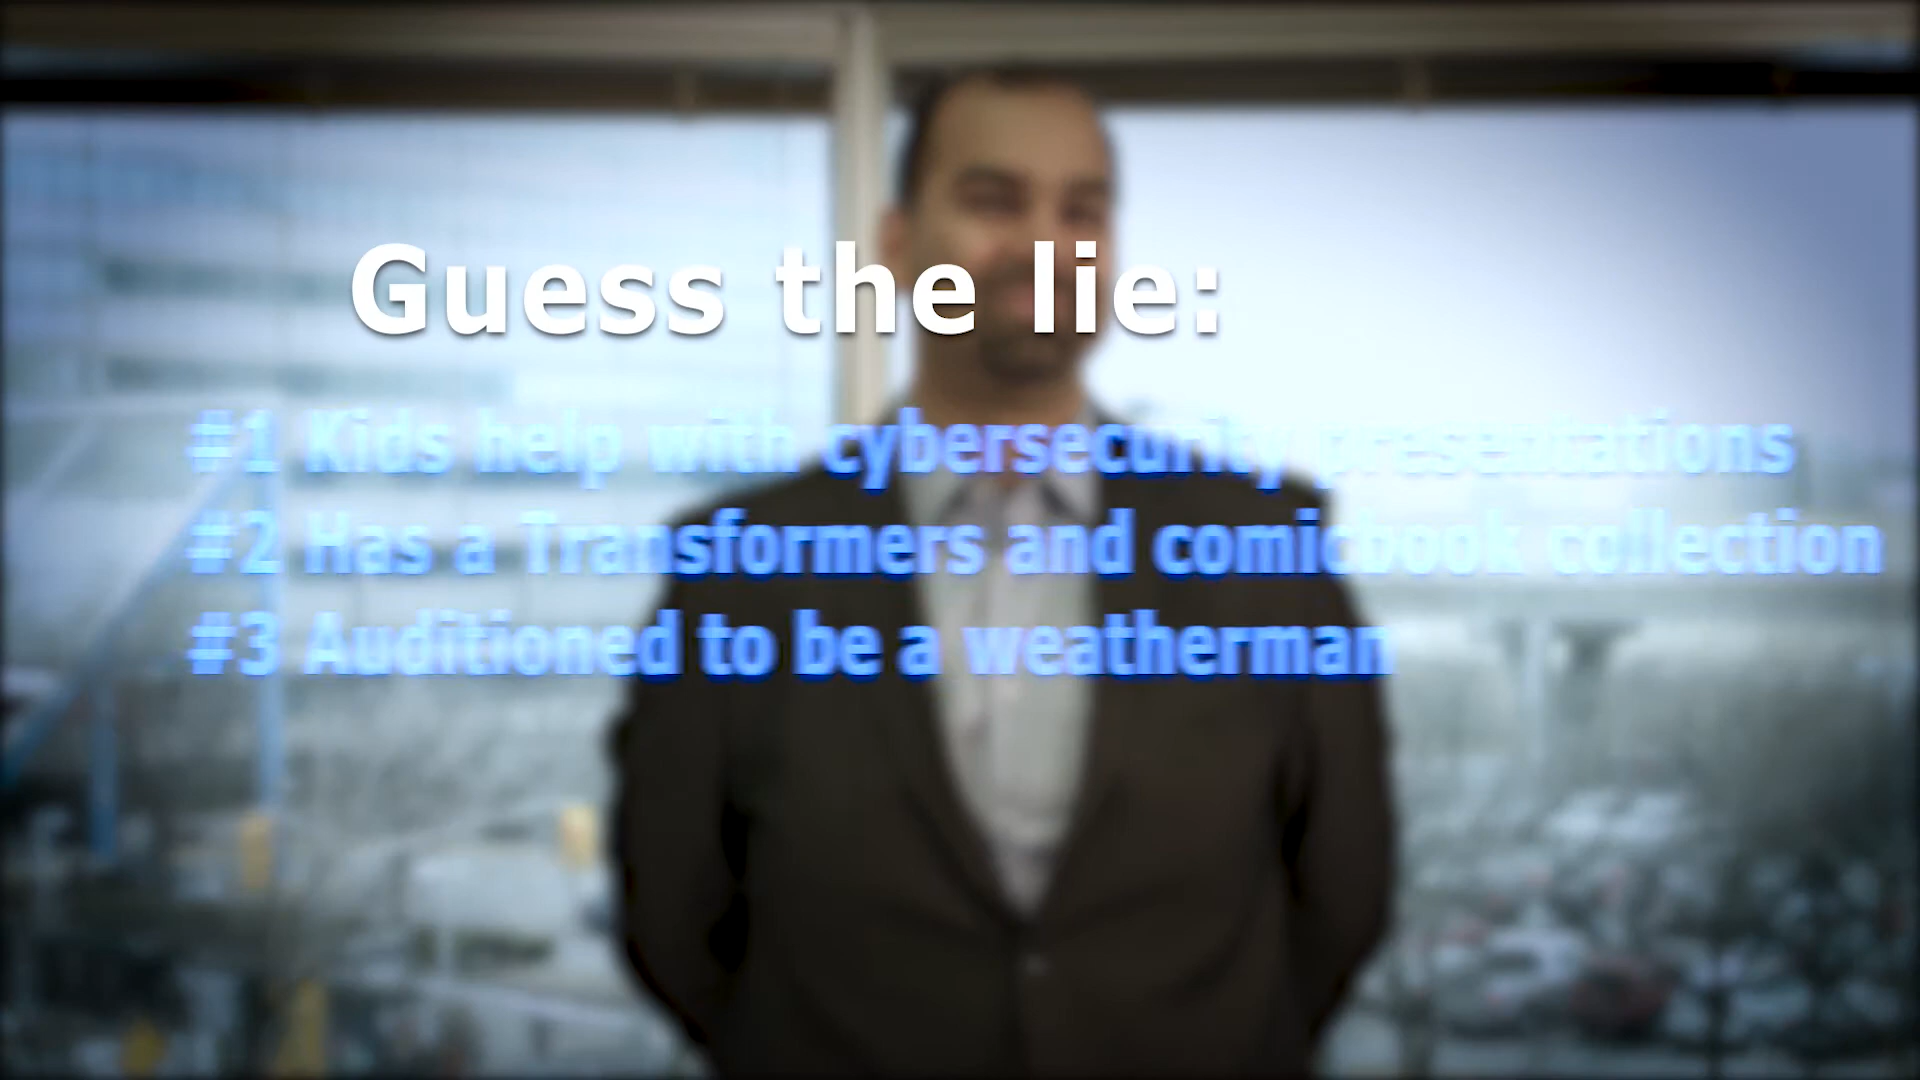 Guess the lie:
#1 Kids help with cybersecurity presentations
#2 Has a Transformers and comicbook collection
#3 Auditioned to be a weatherman